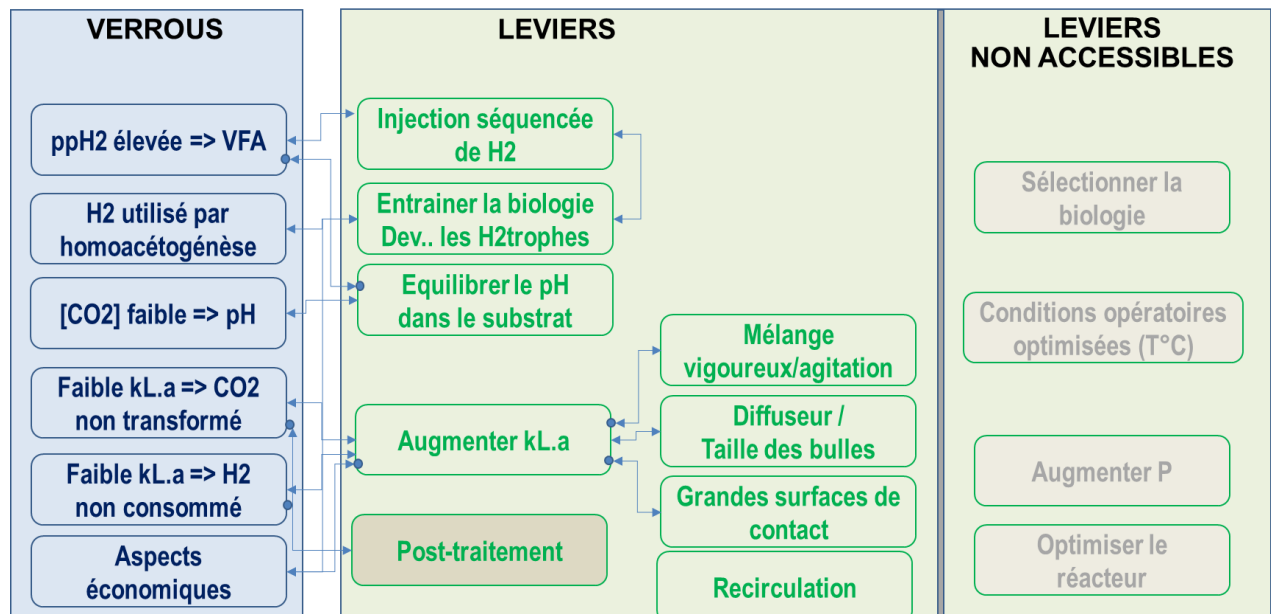 VERROUS
ppH2 élevée => VFA
H2 utilisé par
homoacétogénèse
[CO2] faible => pH
Faible kL.a => CO2
non transformé
Faible kL.a => H2
non consommé
Aspects
économiques
LEVIERS
Injection séquencée
de H2
Entrainer la biologie
Dev.. les H2trophes
Equilibrer le pH
dans le substrat
Augmenter kL.a
Post-traitement
Mélange
vigoureux/agitation
Diffuseur /
Taille des bulles
Grandes surfaces de
contact
Recirculation
LEVIERS
NON ACCESSIBLES
Sélectionner la
biologie
Conditions opératoires
optimisées (T°C)
Augmenter P
Optimiser le
réacteur